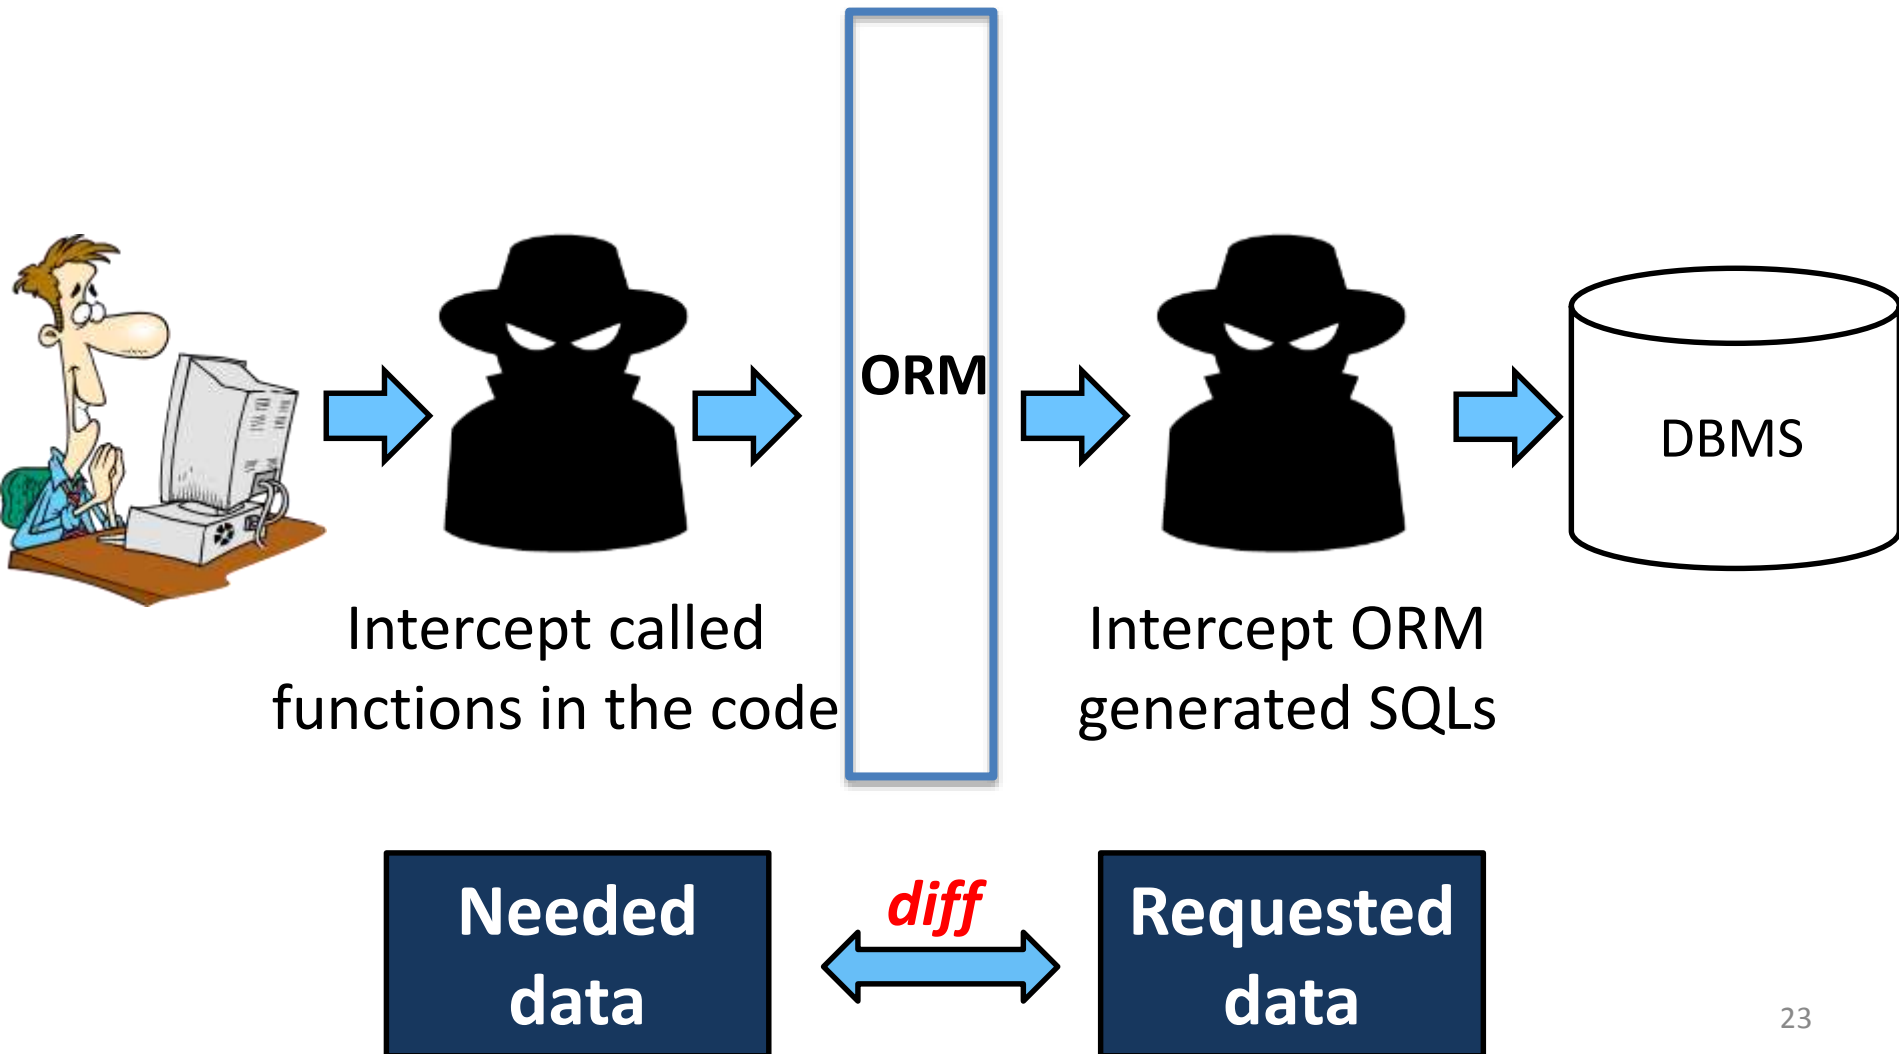 ORM
DBMS
Intercept called
functions in the code
Intercept ORM
generated SQLs
Needed
data
diff
Requested
data
23